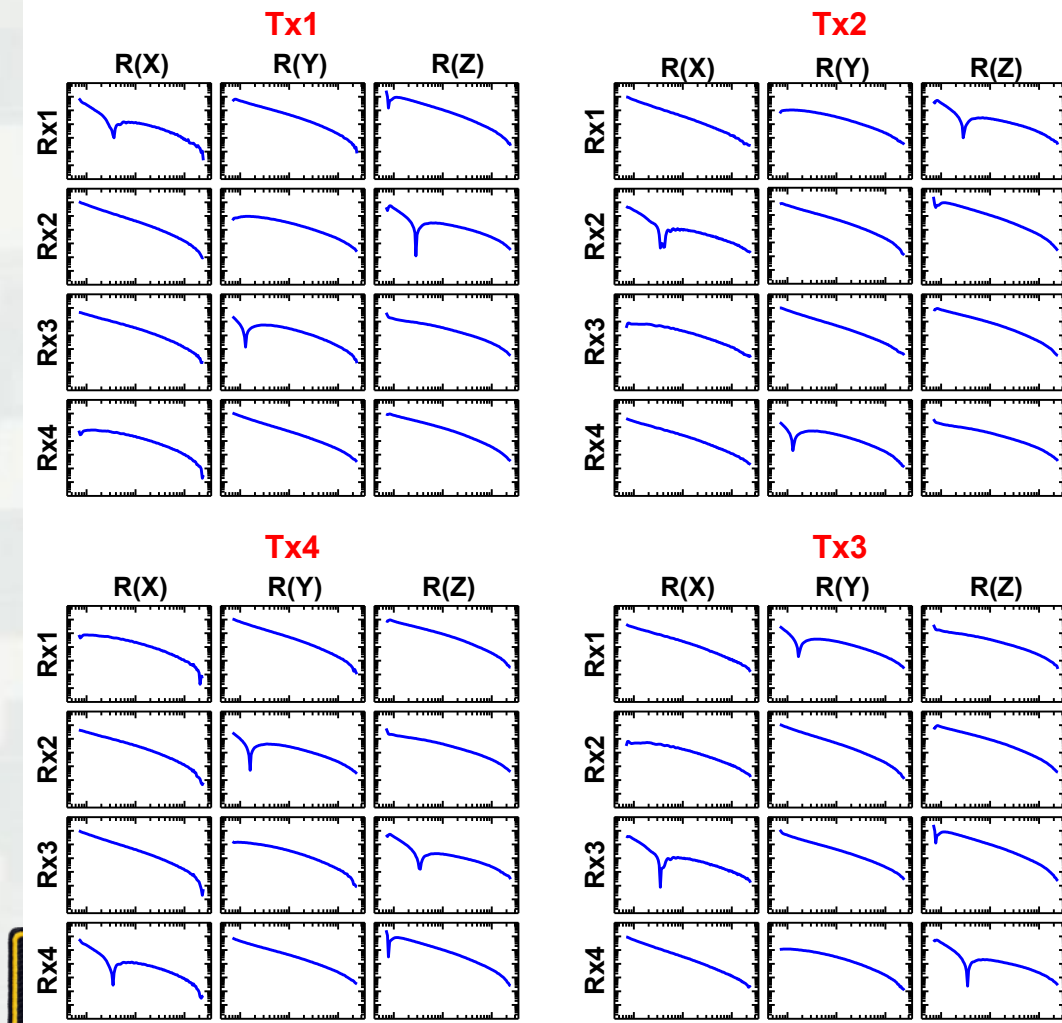 Tx1
R(X) R(Y) R(Z)
Rx1
Rx2
Rx3
Rx4
Tx2
R(X) R(Y) R(Z)
Rx1
Rx2
Rx3
Rx4
Tx4
R(X) R(Y) R(Z)
Rx1
Rx2
Rx3
Rx4
Tx3
R(X) R(Y) R(Z)
Rx1
Rx2
Rx3
Rx4